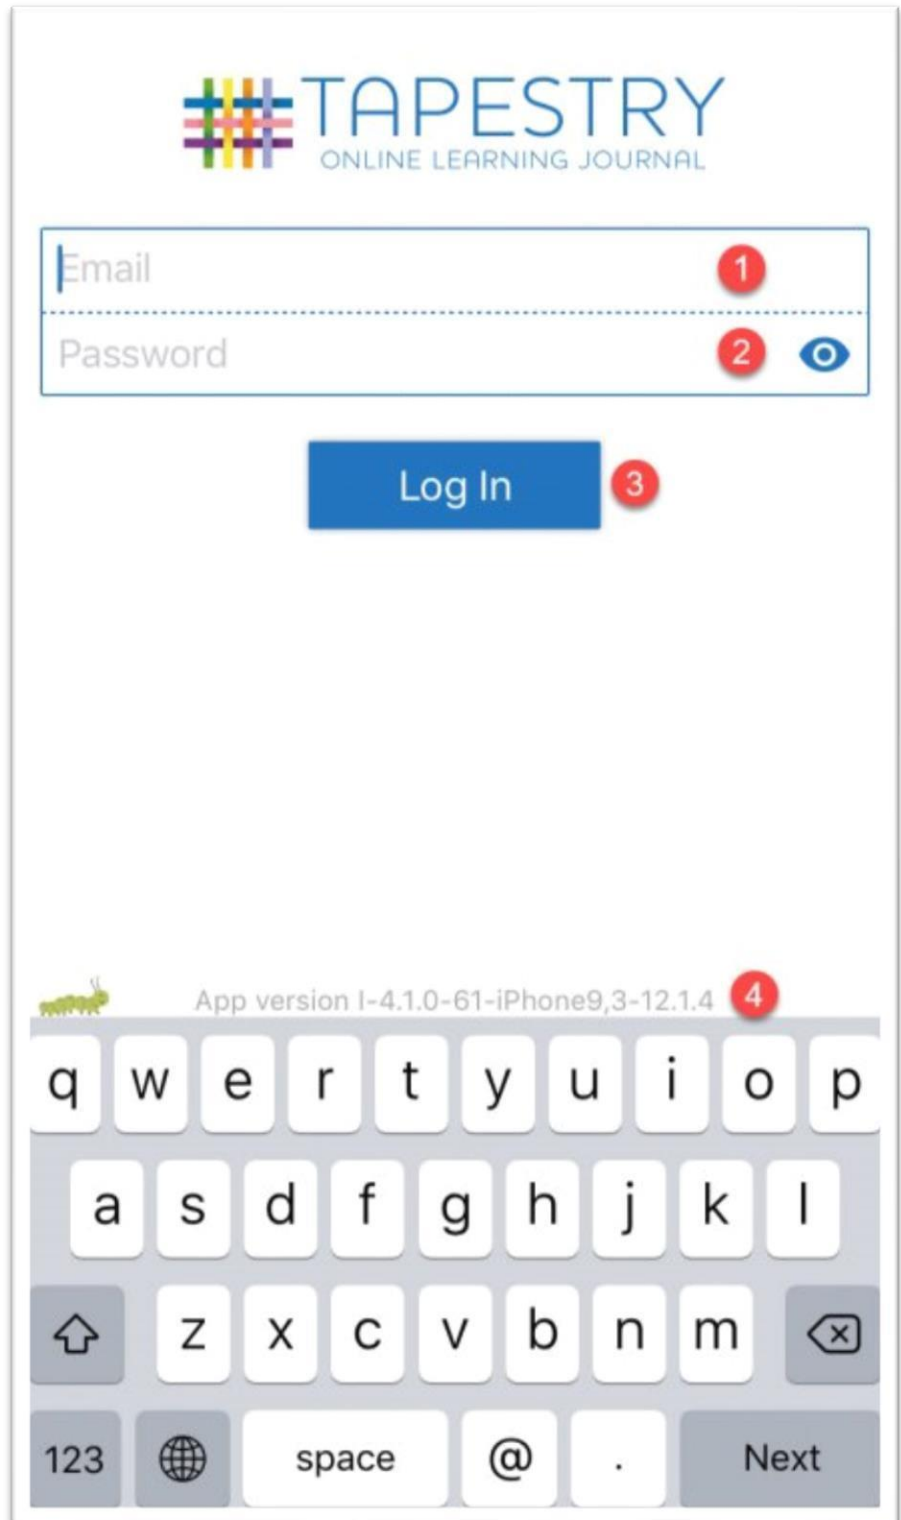 TAPESTRY
ONLINE LEARNING JOURNAL
Email 1
Password 2
Log In 3
App version I-4.1.0-61-iPhone9,3-12.1.4 4
q w e r t y u i o p
a s d f g h j k l
z x c v b n m
123 space @ . Next